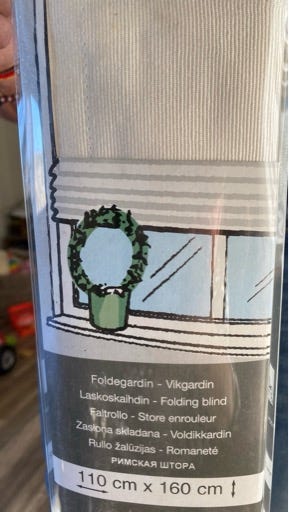 Foldegardin - Vikgardin
Laskoskaihdin - Folding blind
Faltrollo - Store enrouleur
Zasłona składana - Voldikkardin
Rullo žalūzijas - Romanetė
РИМСКАЯ ШТОРА
110 cm x 160 cm